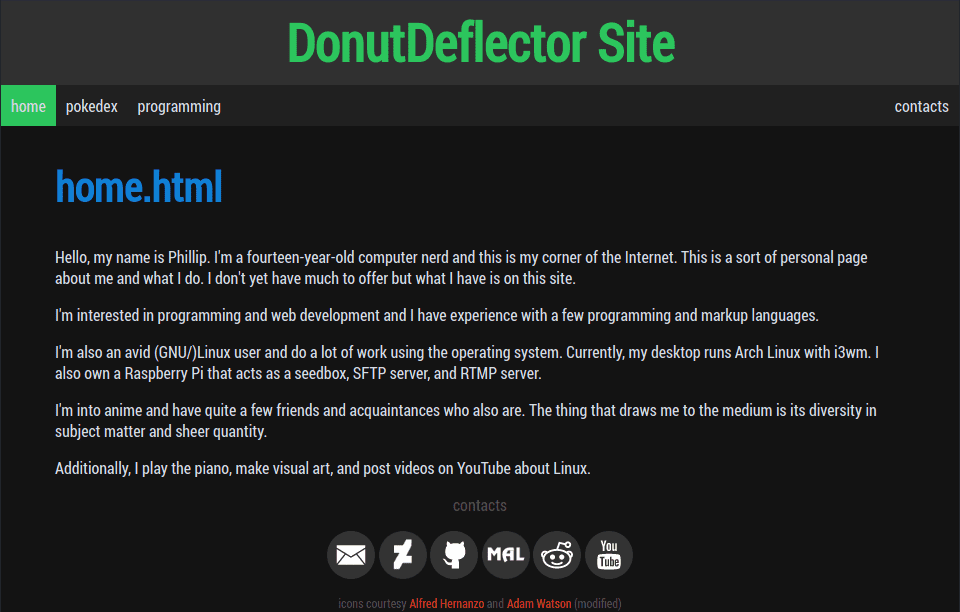 DonutDeflector Site
home pokedex programming contacts
home.html
Hello, my name is Phillip. I'm a fourteen-year-old computer nerd and this is my corner of the Internet. This is a sort of personal page
about me and what I do. I don't yet have much to offer but what I have is on this site.
I'm interested in programming and web development and I have experience with a few programming and markup languages.
I'm also an avid (GNU/)Linux user and do a lot of work using the operating system. Currently, my desktop runs Arch Linux with i3wm. I
also own a Raspberry Pi that acts as a seedbox, SFTP server, and RTMP server.
I'm into anime and have quite a few friends and acquaintances who also are. The thing that draws me to the medium is its diversity in
subject matter and sheer quantity.
Additionally, I play the piano, make visual art, and post videos on YouTube about Linux.
contacts
MAL You Tube
icons courtesy Alfred Hernanzo and Adam Watson (modified)